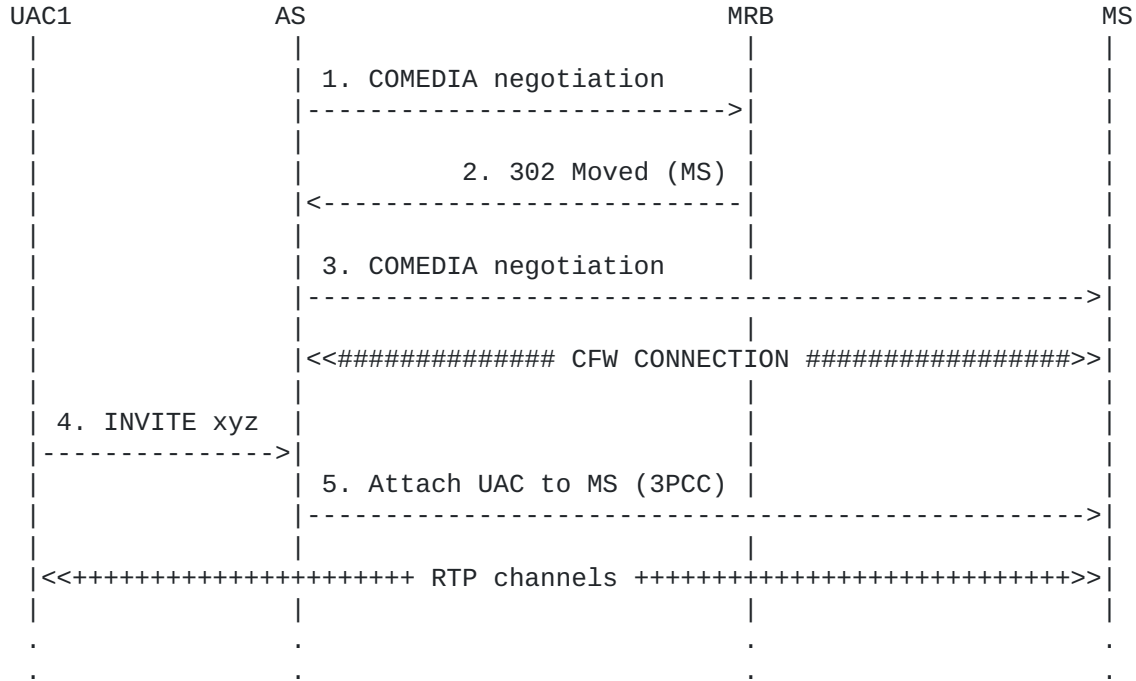 UAC1 AS MRB MS
1. COMEDIA negotiation
2. 302 Moved (MS)
3. COMEDIA negotiation
<<############## CFW CONNECTION #################>>
4. INVITE xyz
5. Attach UAC to MS (3PCC)
<<++++++++++++++++++++++ RTP channels ++++++++++++++++++++++++++++>>